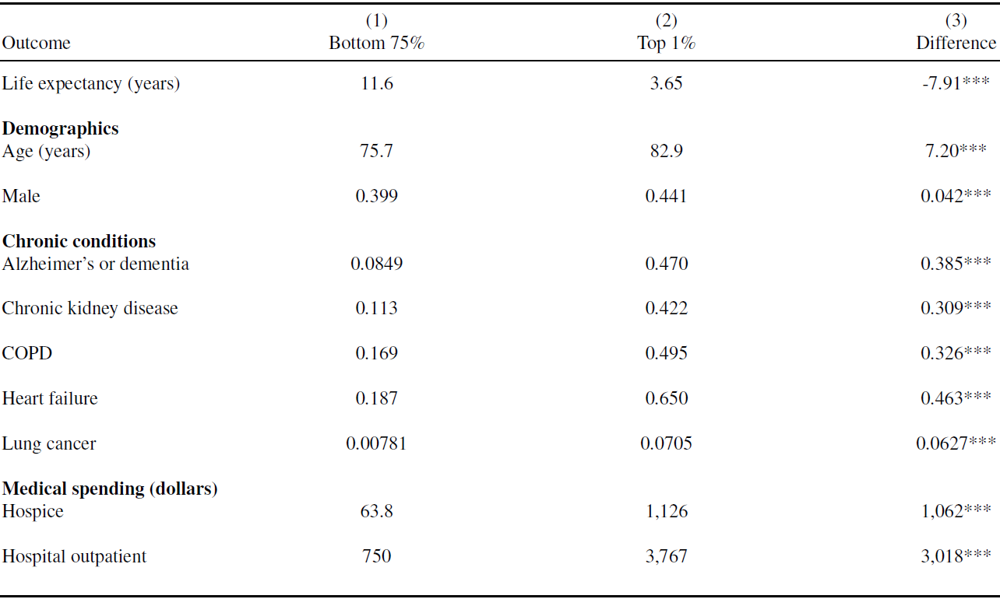 (1) (2) (3)
Outcome Bottom 75% Top 1% Difference
Life expectancy (years) 11.6 3.65 -7.91***
Demographics
Age (years) 75.7 82.9 7.20***
Male 0.399 0.441 0.042***
Chronic conditions
Alzheimer’s or dementia 0.0849 0.470 0.385***
Chronic kidney disease 0.113 0.422 0.309***
COPD 0.169 0.495 0.326***
Heart failure 0.187 0.650 0.463***
Lung cancer 0.00781 0.0705 0.0627***
Medical spending (dollars)
Hospice 63.8 1,126 1,062***
Hospital outpatient 750 3,767 3,018***